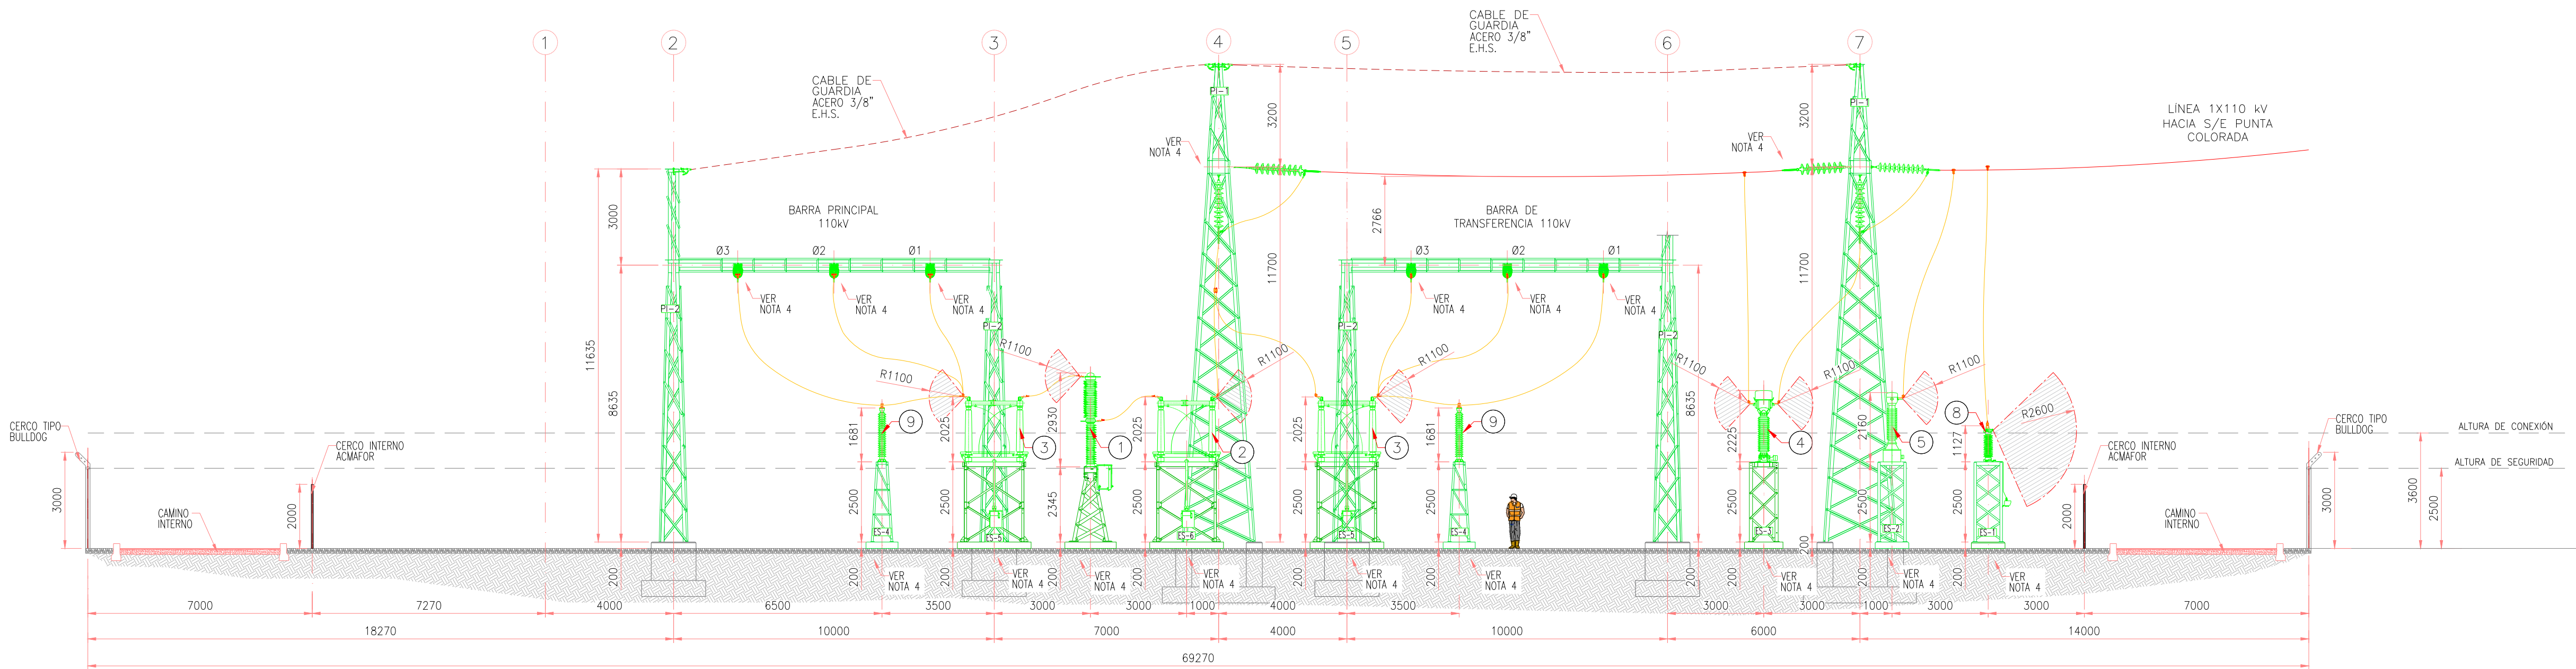 1
2
3
4
5
6
7
CABLE DE
GUARDIA
ACERO 3/8"
E.H.S.
CABLE DE
GUARDIA
ACERO 3/8"
E.H.S.
PI-1
PI-1
3200
3200
LÍNEA 1X110 kV
HACIA S/E PUNTA
COLORADA
VER
NOTA 4
VER
NOTA 4
3000
BARRA PRINCIPAL
110kV
2766
BARRA DE
TRANSFERENCIA 110kV
Ø3
Ø2
Ø1
Ø3
Ø2
Ø1
11700
11700
VER
NOTA 4
VER
NOTA 4
VER
NOTA 4
VER
NOTA 4
VER
NOTA 4
VER
NOTA 4
PI-2
PI-2
PI-2
PI-2
11635
8635
8635
R1100
R1100
R1100
R1100
R1100
R1100
R1100
R2600
CERCO TIPO
BULLDOG
CERCO INTERNO
ACMAFOR
1681
9
2025
3
2930
1
2025
2
2025
3
1681
9
2225
4
2160
5
8
1127
CERCO INTERNO
ACMAFOR
CERCO TIPO
BULLDOG
ALTURA DE CONEXIÓN
ALTURA DE SEGURIDAD
3000
CAMINO
INTERNO
2000
2500
2500
2345
2500
2500
2500
2500
2500
2500
2000
CAMINO
INTERNO
3000
3600
2500
ES-4
ES-5
ES-6
ES-5
ES-4
ES-3
ES-2
ES-1
200
200
200
200
200
200
200
200
200
200
200
200
VER
NOTA 4
VER
NOTA 4
VER
NOTA 4
VER
NOTA 4
VER
NOTA 4
VER
NOTA 4
VER
NOTA 4
VER
NOTA 4
VER
NOTA 4
7000
7270
4000
6500
3500
3000
3000
1000
4000
3500
3000
3000
1000
3000
3000
7000
18270
10000
7000
4000
10000
6000
14000
69270